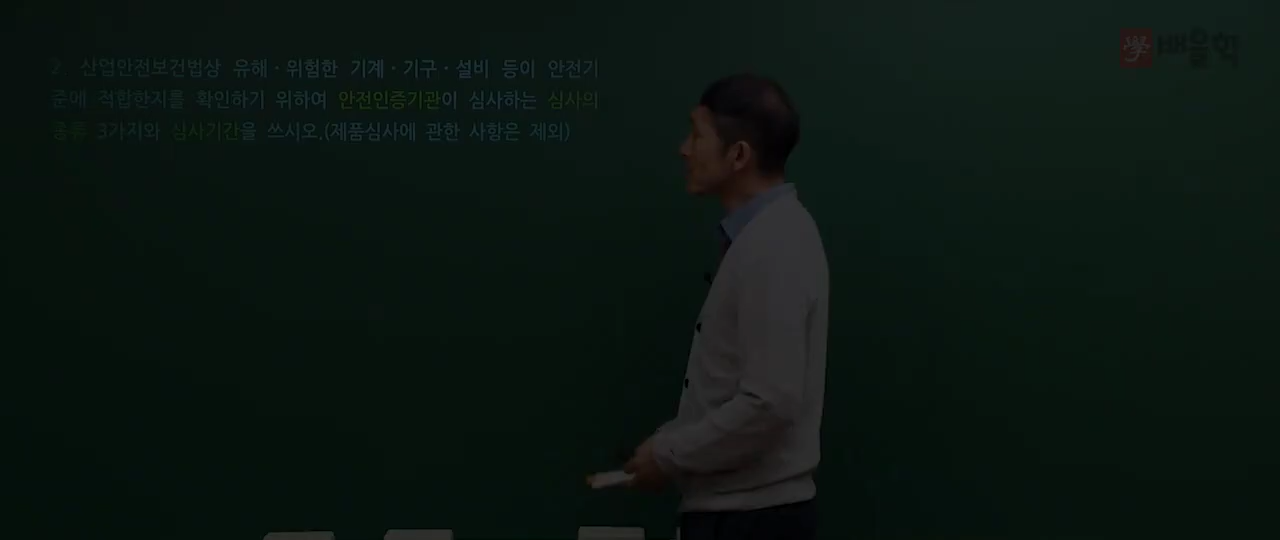 2. 산업안전보건법상 유해·위험한 기계·기구·설비 등이 안전기
준에 적합한지를 확인하기 위하여 안전인증기관이 심사하는 심사의
종류 3가지와 심사기간을 쓰시오.(제품심사에 관한 사항은 제외)
學 배울학